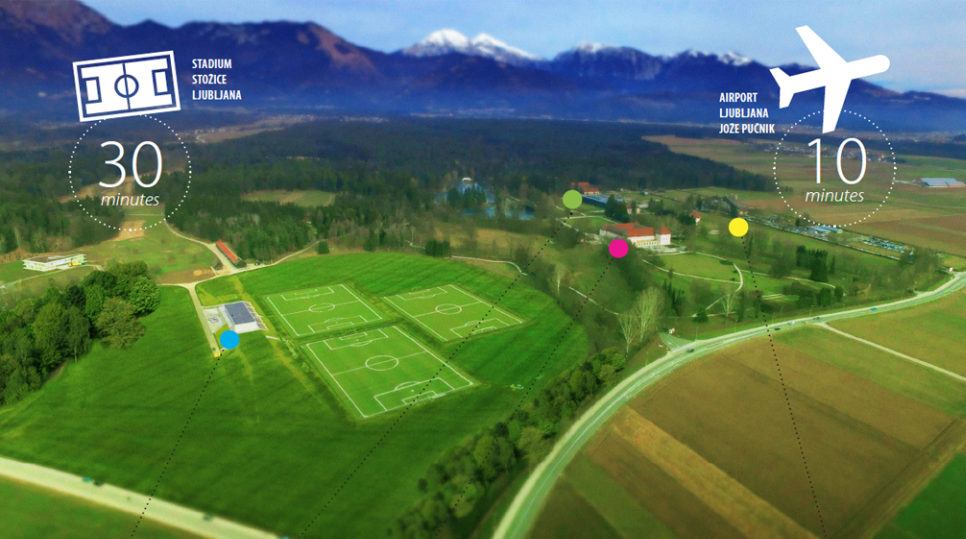 STADIUM
STOŽICE
LJUBLJANA
30
minutes
AIRPORT
LJUBLJANA
JOŽE PUČNIK
10
minutes